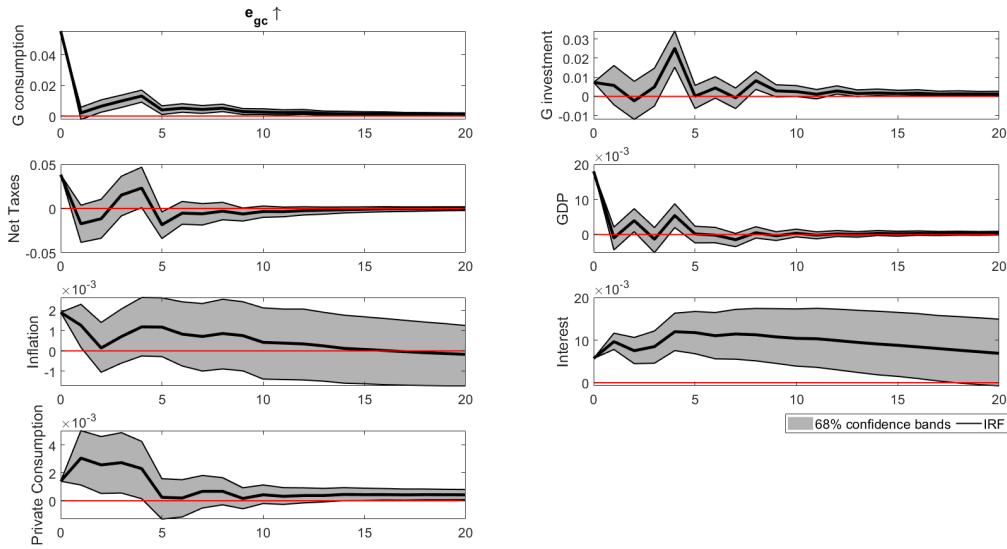 e_gc ↑
G consumption
0.04
0.02
0
0 5 10 15 20
G investment
0.03
0.01
0
-0.01
0 5 10 15 20
Net Taxes
0.05
0
-0.05
0 5 10 15 20
×10^-3
GDP
20
10
0
0 5 10 15 20
×10^-3
Inflation
2
1
0
-1
0 5 10 15 20
×10^-3
Interest
20
10
0
0 5 10 15 20
×10^-3
Private Consumption
4
2
0
0 5 10 15 20
68% confidence bands IRF